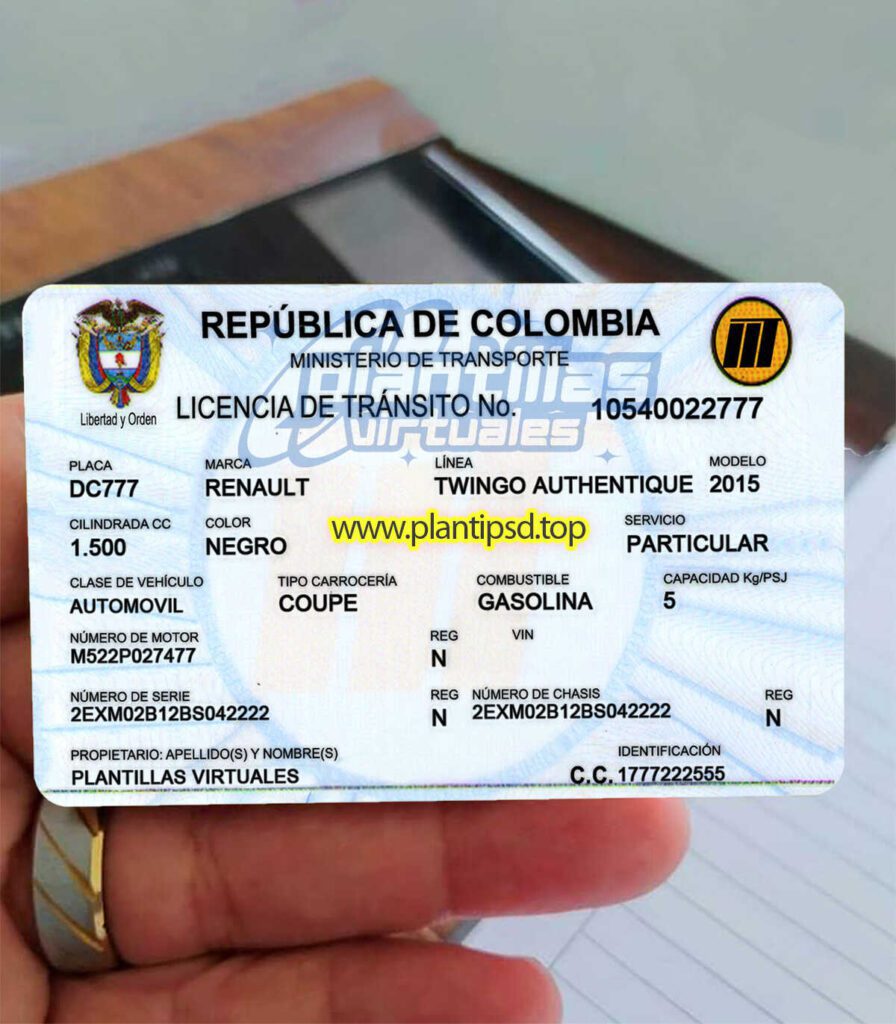 REPÚBLICA DE COLOMBIA
MINISTERIO DE TRANSPORTE
Libertad y Orden
LICENCIA DE TRÁNSITO No. 10540022777
plantillas
virtuales
PLACA MARCA LÍNEA MODELO
DC777 RENAULT TWINGO AUTHENTIQUE 2015
CILINDRADA CC COLOR SERVICIO
www.plantipsd.top
1.500 NEGRO PARTICULAR
CLASE DE VEHÍCULO TIPO CARROCERÍA COMBUSTIBLE CAPACIDAD Kg/PSJ
AUTOMOVIL COUPE GASOLINA 5
NÚMERO DE MOTOR REG VIN
M522P027477 N
NÚMERO DE SERIE REG NÚMERO DE CHASIS REG
2EXM02B12BS042222 N 2EXM02B12BS042222 N
PROPIETARIO: APELLIDO(S) Y NOMBRE(S) IDENTIFICACIÓN
PLANTILLAS VIRTUALES C.C. 1777222555